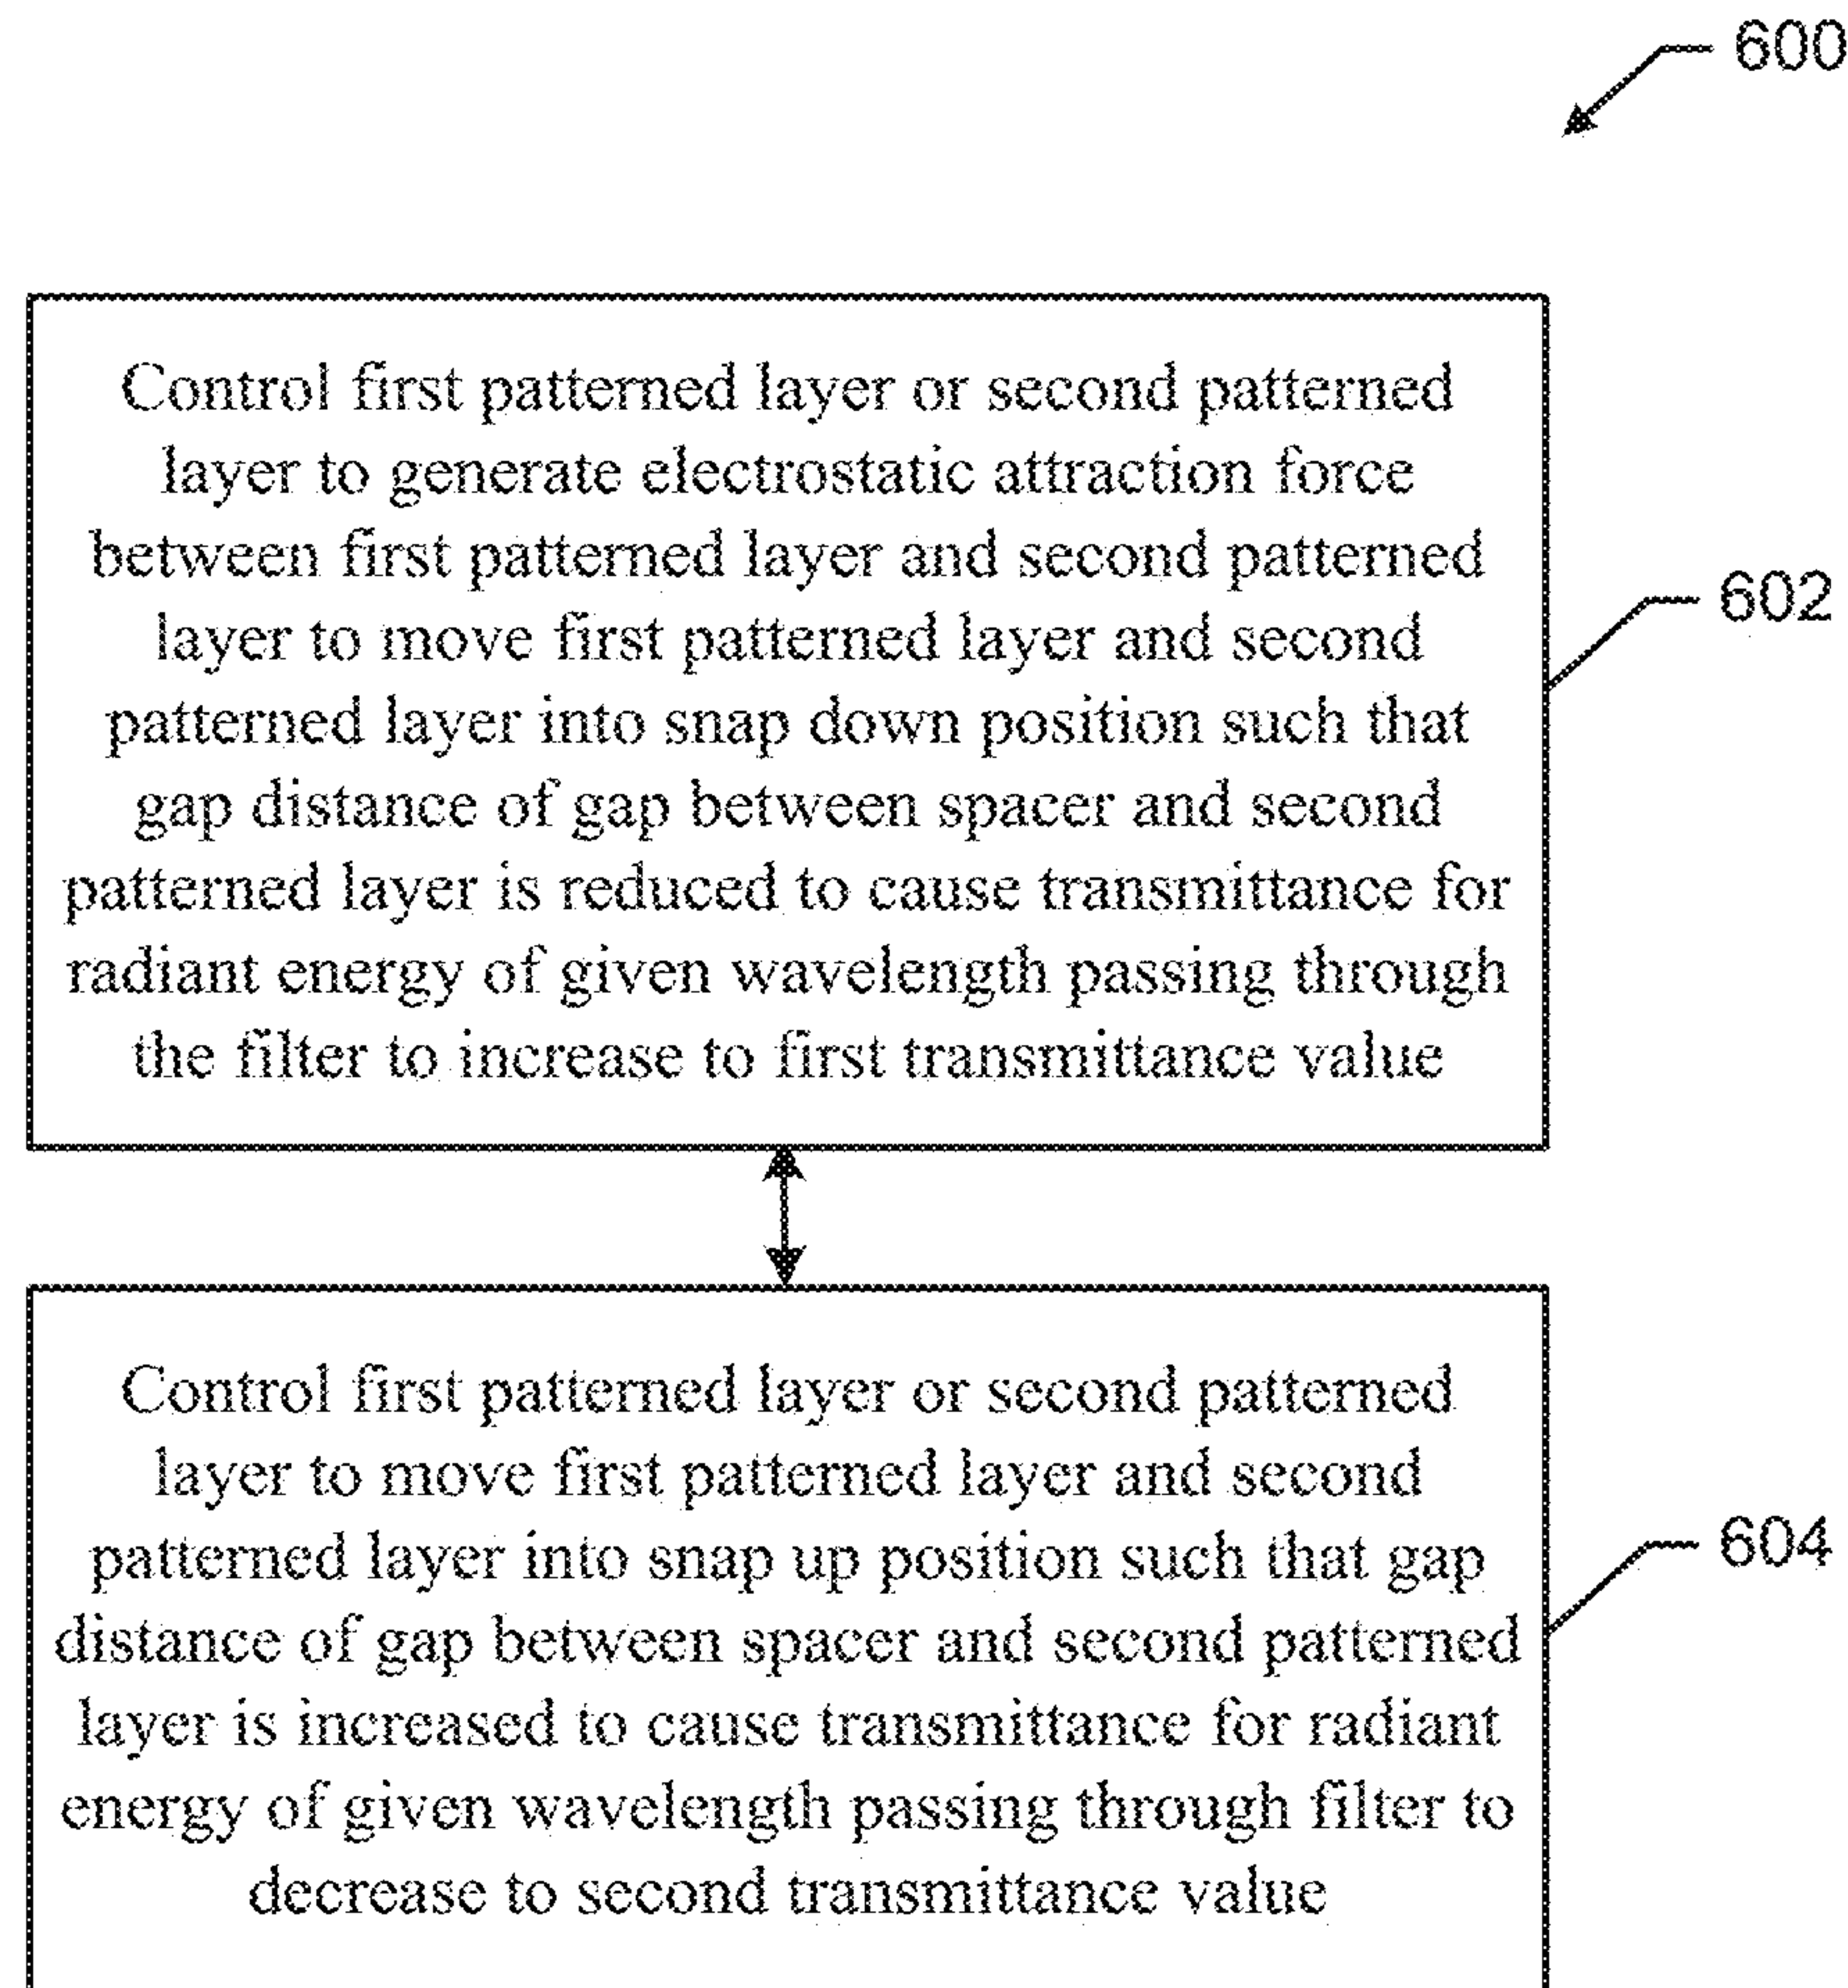 600
Control first patterned layer or second patterned
layer to generate electrostatic attraction force
between first patterned layer and second patterned
layer to move first patterned layer and second
patterned layer into snap down position such that
gap distance of gap between spacer and second
patterned layer is reduced to cause transmittance for
radiant energy of given wavelength passing through
the filter to increase to first transmittance value
602
Control first patterned layer or second patterned
layer to move first patterned layer and second
patterned layer into snap up position such that gap
distance of gap between spacer and second patterned
layer is increased to cause transmittance for radiant
energy of given wavelength passing through filter to
decrease to second transmittance value
604